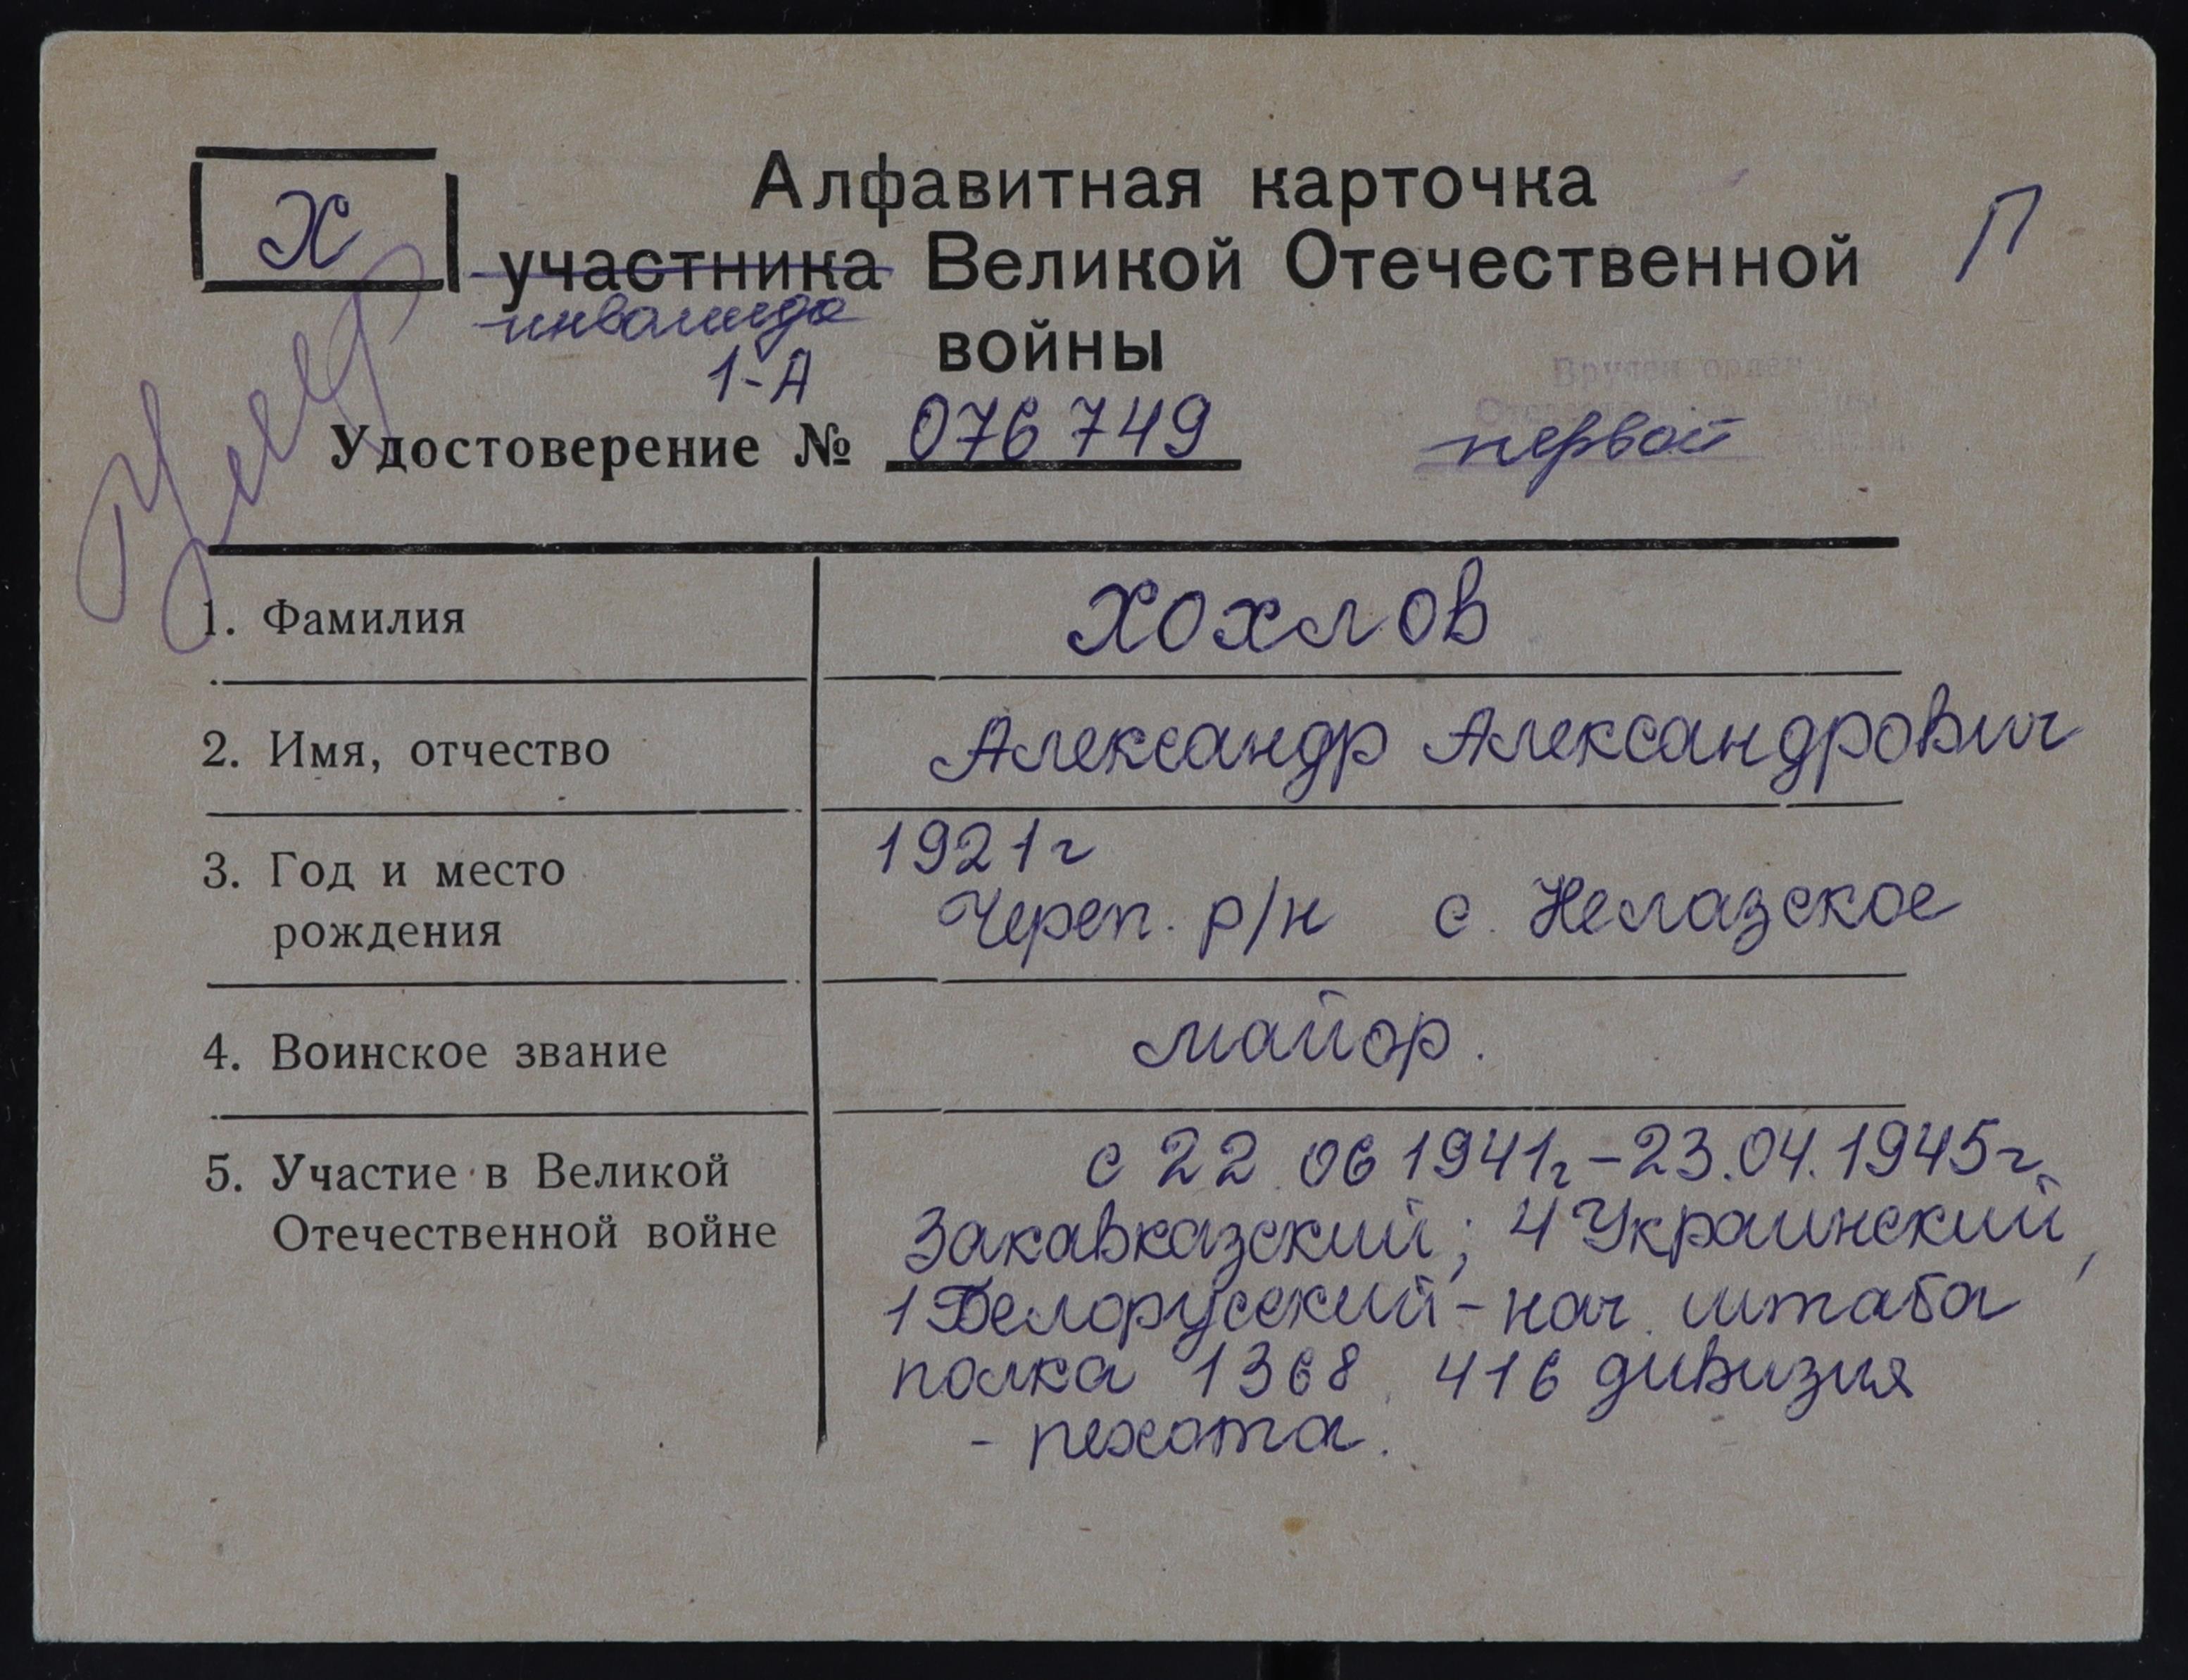 Х
Алфавитная карточка
П
участника Великой Отечественной
инвалида
войны
1-А
Вручен орден
Удостоверение № 076749
первой
1. Фамилия
Хохлов
2. Имя, отчество
Александр Александрович
3. Год и место
рождения
1921г
Череп. р/н с. Нелазское
4. Воинское звание
майор.
5. Участие в Великой
Отечественной войне
с 22.06 1941г-23.04.1945г.
Закавказский; 4 Украинский,
1 Белорусский - нач. штаба
полка 1368, 416 дивизия
- пехота.